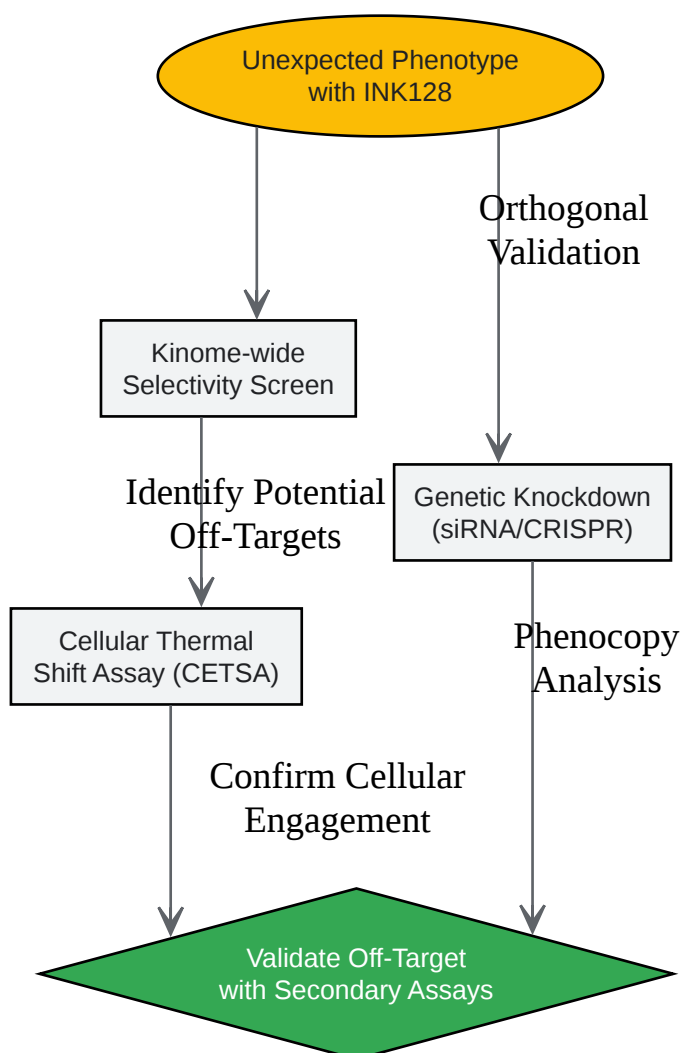 Unexpected Phenotype
with INK128
Orthogonal
Validation
Kinome-wide
Selectivity Screen
Identify Potential
Off-Targets
Genetic Knockdown
(siRNA/CRISPR)
Cellular Thermal
Shift Assay (CETSA)
Phenocopy
Analysis
Confirm Cellular
Engagement
Validate Off-Target
with Secondary Assays